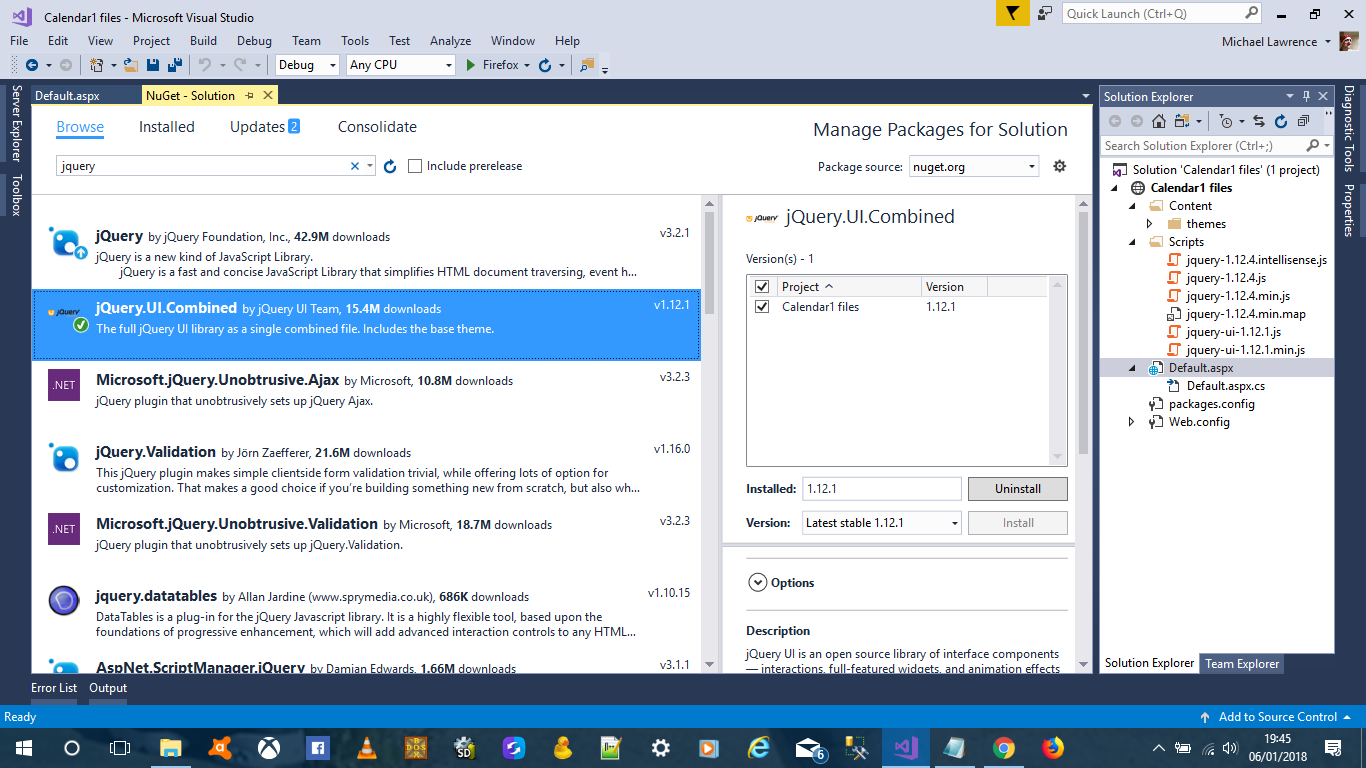 Calendar1 files - Microsoft Visual Studio
Quick Launch (Ctrl+Q)
File Edit View Project Build Debug Team Tools Test Analyze Window Help
Michael Lawrence
Debug Any CPU Firefox
Server Explorer
Toolbox
Default.aspx
NuGet - Solution
Browse Installed Updates 2 Consolidate
Manage Packages for Solution
jquery
Include prerelease
Package source: nuget.org
jQuery by jQuery Foundation, Inc., 42.9M downloads
v3.2.1
jQuery is a new kind of JavaScript Library.
jQuery is a fast and concise JavaScript Library that simplifies HTML document traversing, event h...
jQuery
jQuery.UI.Combined by jQuery UI Team, 15.4M downloads
v1.12.1
The full jQuery UI library as a single combined file. Includes the base theme.
.NET
Microsoft.jQuery.Unobtrusive.Ajax by Microsoft, 10.8M downloads
v3.2.3
jQuery plugin that unobtrusively sets up jQuery Ajax.
jQuery.Validation by Jörn Zaefferer, 21.6M downloads
v1.16.0
This jQuery plugin makes simple clientside form validation trivial, while offering lots of option for
customization. That makes a good choice if you're building something new from scratch, but also wh...
.NET
Microsoft.jQuery.Unobtrusive.Validation by Microsoft, 18.7M downloads
v3.2.3
jQuery plugin that unobtrusively sets up jQuery.Validation.
jquery.datatables by Allan Jardine (www.sprymedia.co.uk), 686K downloads
v1.10.15
DataTables is a plug-in for the jQuery Javascript library. It is a highly flexible tool, based upon the
foundations of progressive enhancement, which will add advanced interaction controls to any HTML...
AspNet.ScriptManager.jQuery by Damian Edwards, 1.66M downloads
v3.1.1
jQuery
jQuery.UI.Combined
Version(s) - 1
Project Version
Calendar1 files 1.12.1
Installed: 1.12.1 Uninstall
Version: Latest stable 1.12.1 Install
Options
Description
jQuery UI is an open source library of interface components
— interactions, full-featured widgets, and animation effects
Solution Explorer
Search Solution Explorer (Ctrl+;)
Solution 'Calendar1 files' (1 project)
Calendar1 files
Content
themes
Scripts
jquery-1.12.4.intellisense.js
jquery-1.12.4.js
jquery-1.12.4.min.js
jquery-1.12.4.min.map
jquery-ui-1.12.1.js
jquery-ui-1.12.1.min.js
Default.aspx
Default.aspx.cs
packages.config
Web.config
Solution Explorer Team Explorer
Diagnostic Tools
Properties
Error List Output
Ready
Add to Source Control
DOS
BOX
SD
6
19:45
06/01/2018